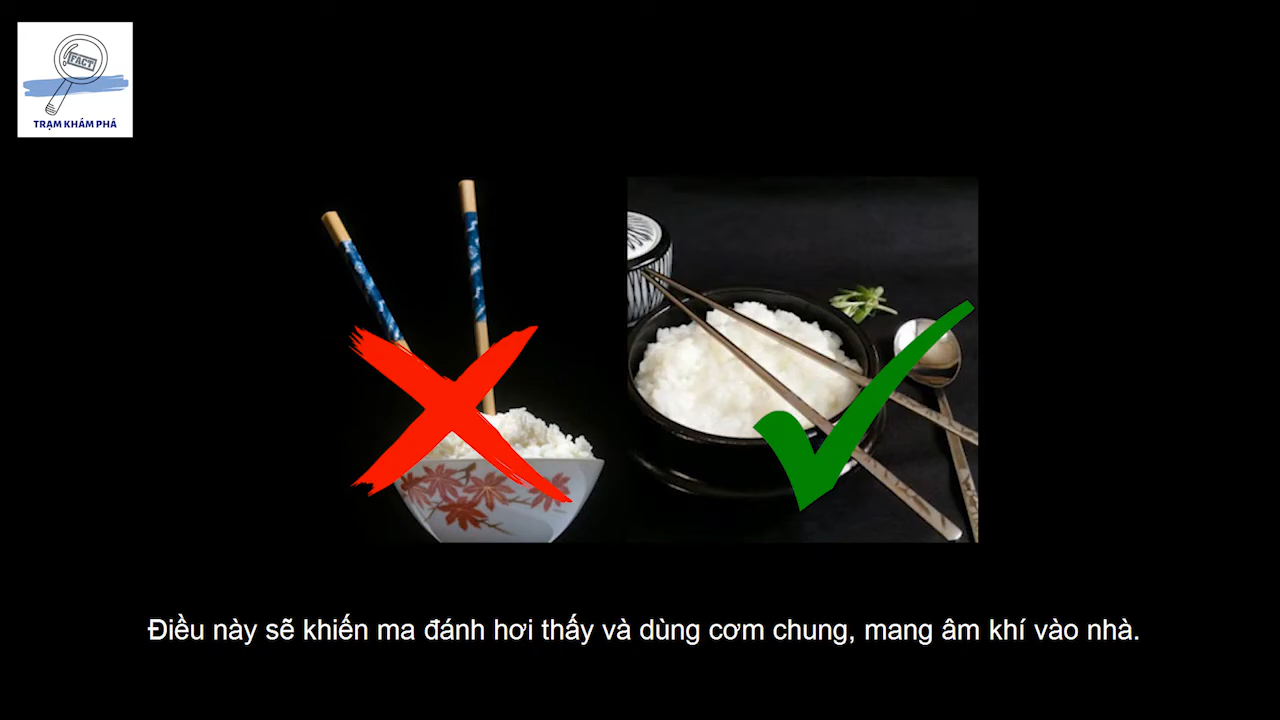 FACT
TRẠM KHÁM PHÁ
Điều này sẽ khiến ma đánh hơi thấy và dùng cơm chung, mang âm khí vào nhà.